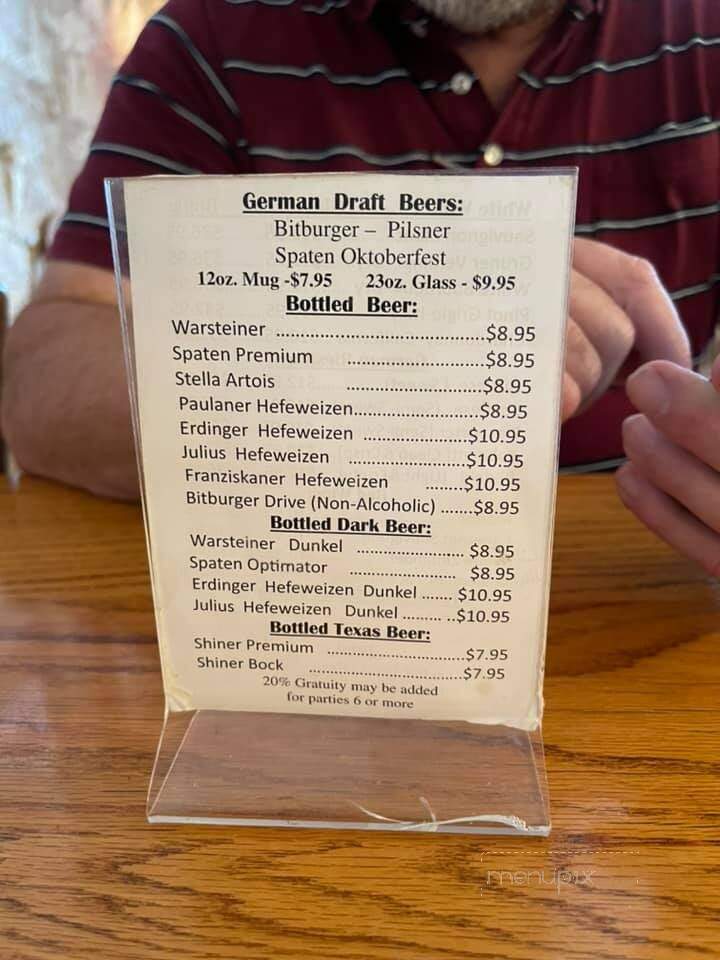 German Draft Beers:
Bitburger – Pilsner
Spaten Oktoberfest
12oz. Mug -$7.95 23oz. Glass - $9.95
Bottled Beer:
Warsteiner ..........................................$8.95
Spaten Premium ...........................$8.95
Stella Artois ...........................$8.95
Paulaner Hefeweizen.........................$8.95
Erdinger Hefeweizen .....................$10.95
Julius Hefeweizen .......................$10.95
Franziskaner Hefeweizen ........$10.95
Bitburger Drive (Non-Alcoholic) .......$8.95
Bottled Dark Beer:
Warsteiner Dunkel ...................... $8.95
Spaten Optimator ...................... $8.95
Erdinger Hefeweizen Dunkel ....... $10.95
Julius Hefeweizen Dunkel ......... ..$10.95
Bottled Texas Beer:
Shiner Premium ............................$7.95
Shiner Bock ...............................$7.95
20% Gratuity may be added
for parties 6 or more
menupix